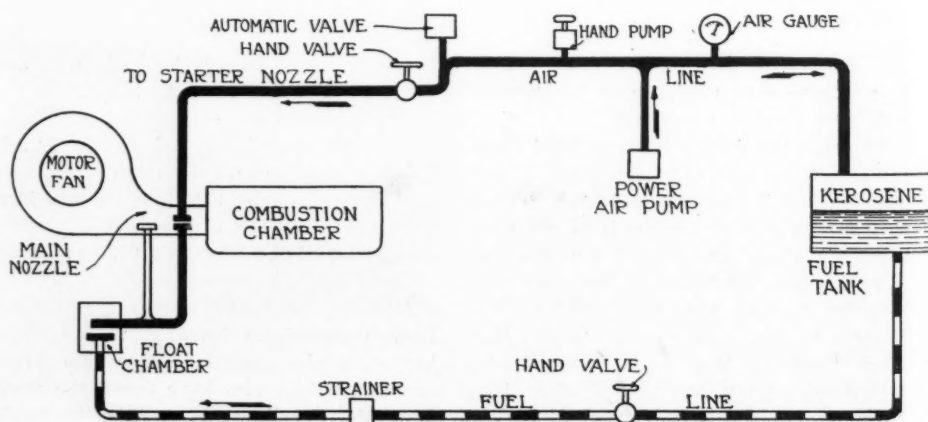 AUTOMATIC VALVE
HAND VALVE
TO STARTER NOZZLE
HAND PUMP
AIR GAUGE
AIR
LINE
MOTOR
FAN
COMBUSTION
CHAMBER
MAIN
NOZZLE
POWER
AIR PUMP
KEROSENE
FUEL
TANK
FLOAT
CHAMBER
STRAINER
FUEL
HAND VALVE
LINE